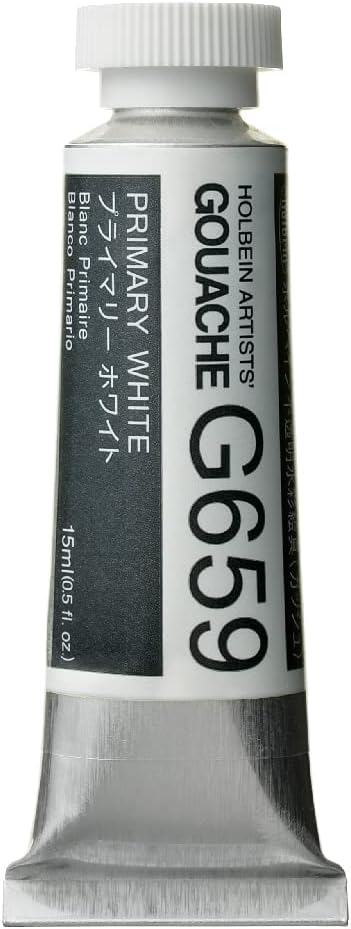 HOLBEIN ARTISTS'
GOUACHE G659
PRIMARY WHITE
プライマリー ホワイト
Blanc Primaire
Blanco Primario
15ml(0.5 fl. oz.)